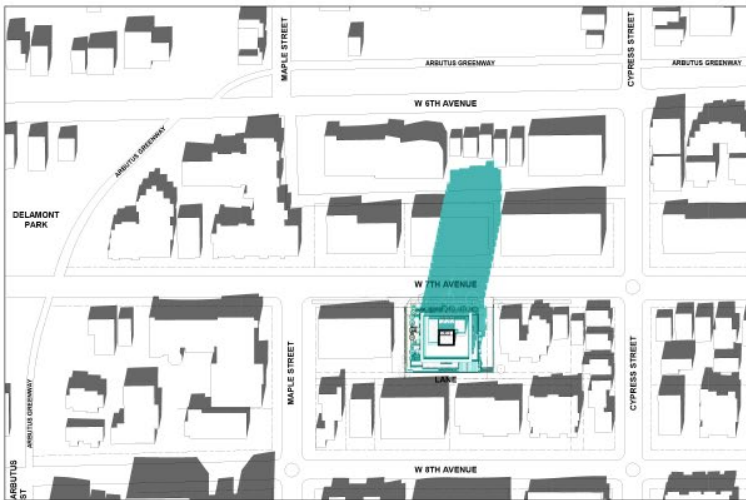 MAPLE STREET
CYPRESS STREET
ARBUTUS GREENWAY
ARBUTUS GREENWAY
W 6TH AVENUE
ARBUTUS GREENWAY
DELAMONT
PARK
W 7TH AVENUE
MAPLE STREET
CYPRESS STREET
LANE
ARBUTUS GREENWAY
W 8TH AVENUE
ARBUTUS
ST